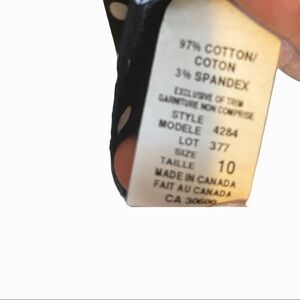 97% COTTON/
COTON
3% SPANDEX
EXCLUSIVE OF TRIM
GARNITURE NON COMPRISE
STYLE
MODELE 4284
LOT 377
SIZE
TAILLE 10
MADE IN CANADA
FAIT AU CANADA
CA